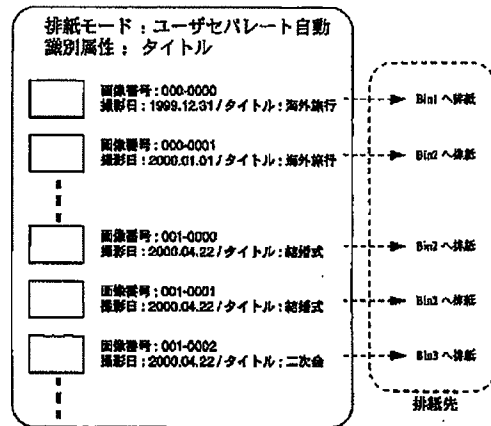 排紙モード：ユーザセパレート自動
識別属性：タイトル
画像番号：000-0000
撮影日：1999.12.31/タイトル：海外旅行
Bin1 へ排紙
画像番号：000-0001
撮影日：2000.01.01/タイトル：海外旅行
Bin2 へ排紙
画像番号：001-0000
撮影日：2000.04.22/タイトル：結婚式
Bin2 へ排紙
画像番号：001-0001
撮影日：2000.04.22/タイトル：結婚式
へ排紙
画像番号：001-0002
撮影日：2000.04.22/タイトル：二次会
Bin3 へ排紙
排紙先